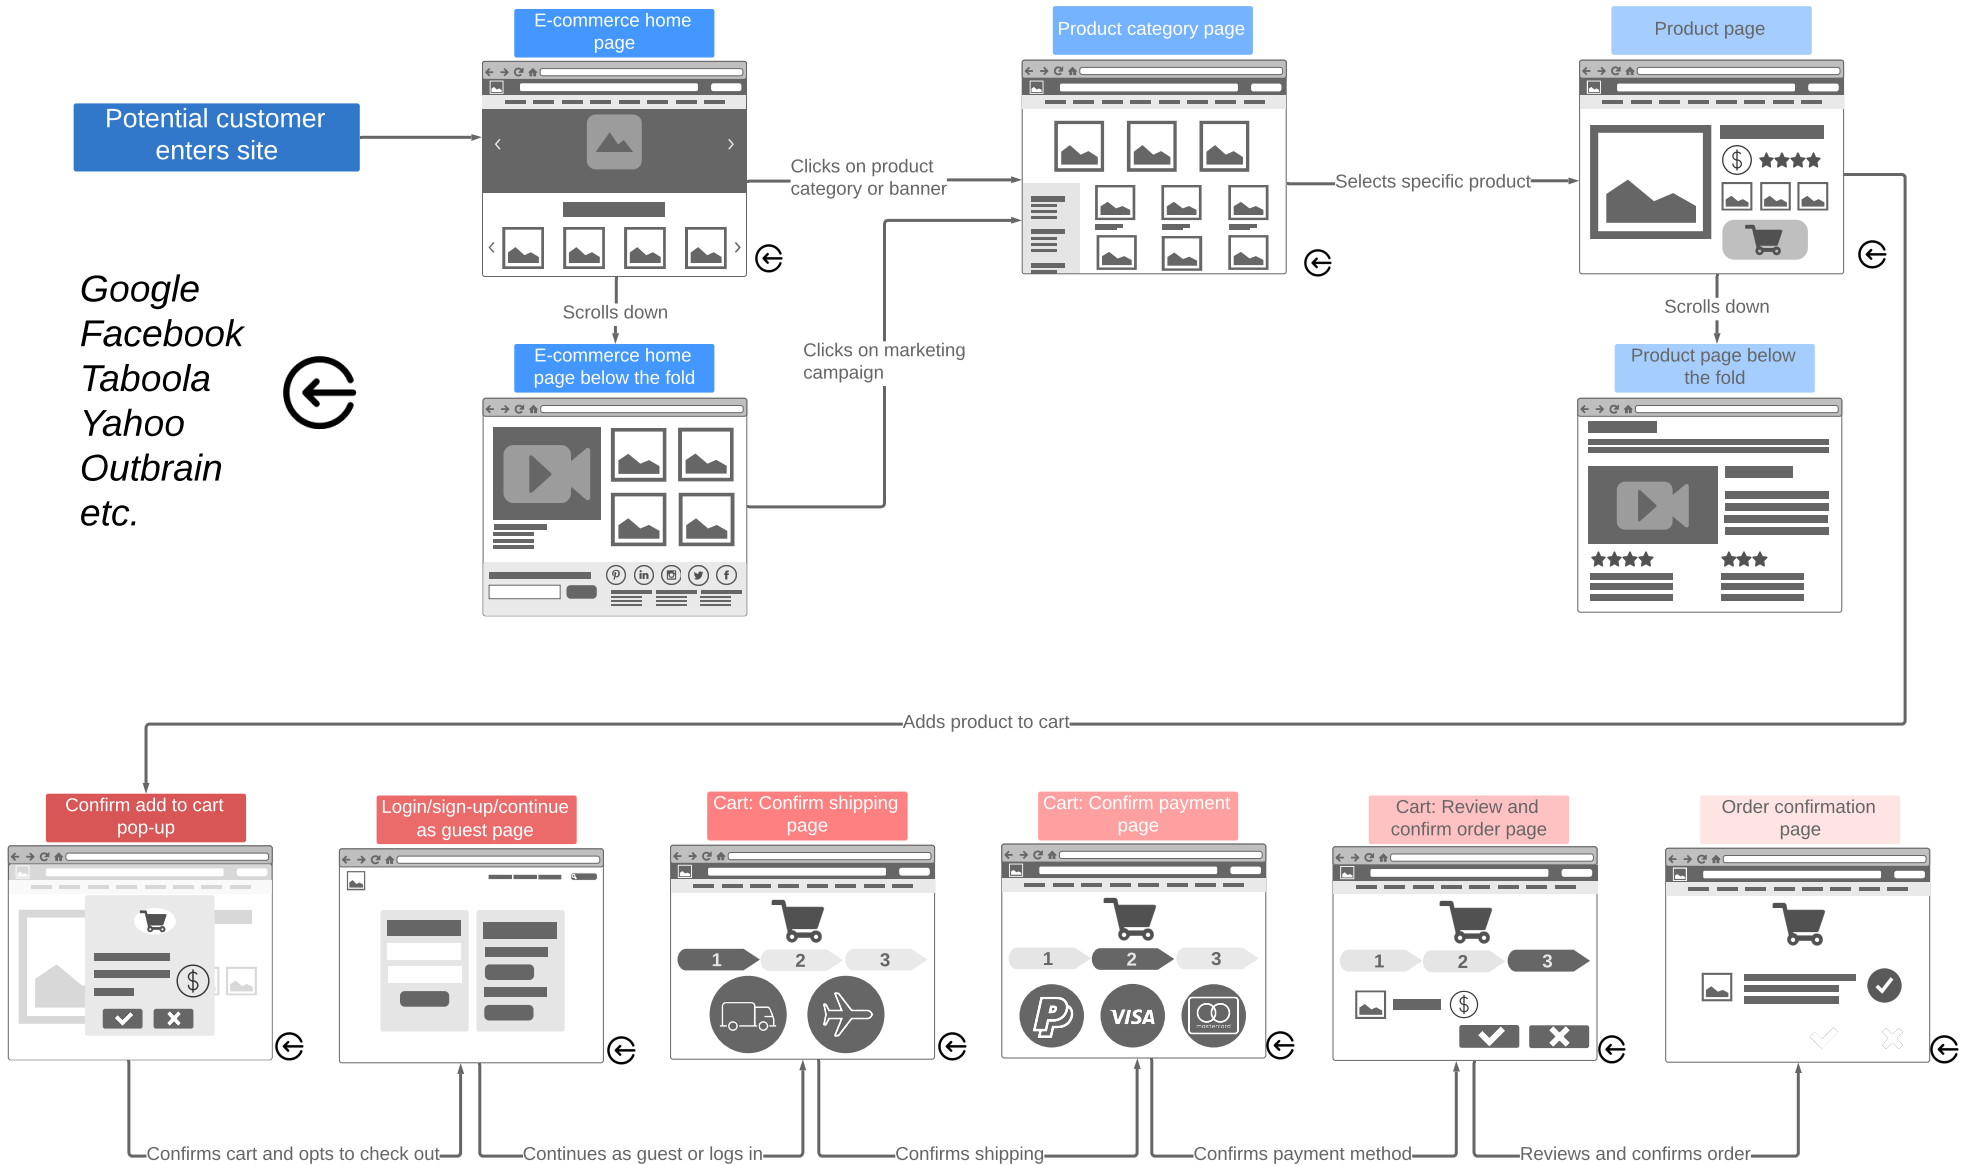 E-commerce home
page
Product category page
Product page
Potential customer
enters site
Clicks on product
category or banner
Selects specific product
Google
Facebook
Taboola
Yahoo
Outbrain
etc.
Scrolls down
Scrolls down
E-commerce home
page below the fold
Clicks on marketing
campaign
Product page below
the fold
Adds product to cart
Confirm add to cart
pop-up
Login/sign-up/continue
as guest page
Cart: Confirm shipping
page
Cart: Confirm payment
page
Cart: Review and
confirm order page
Order confirmation
page
1 2 3
1 2 3
1 2 3
VISA
mastercard
Confirms cart and opts to check out
Continues as guest or logs in
Confirms shipping
Confirms payment method
Reviews and confirms order